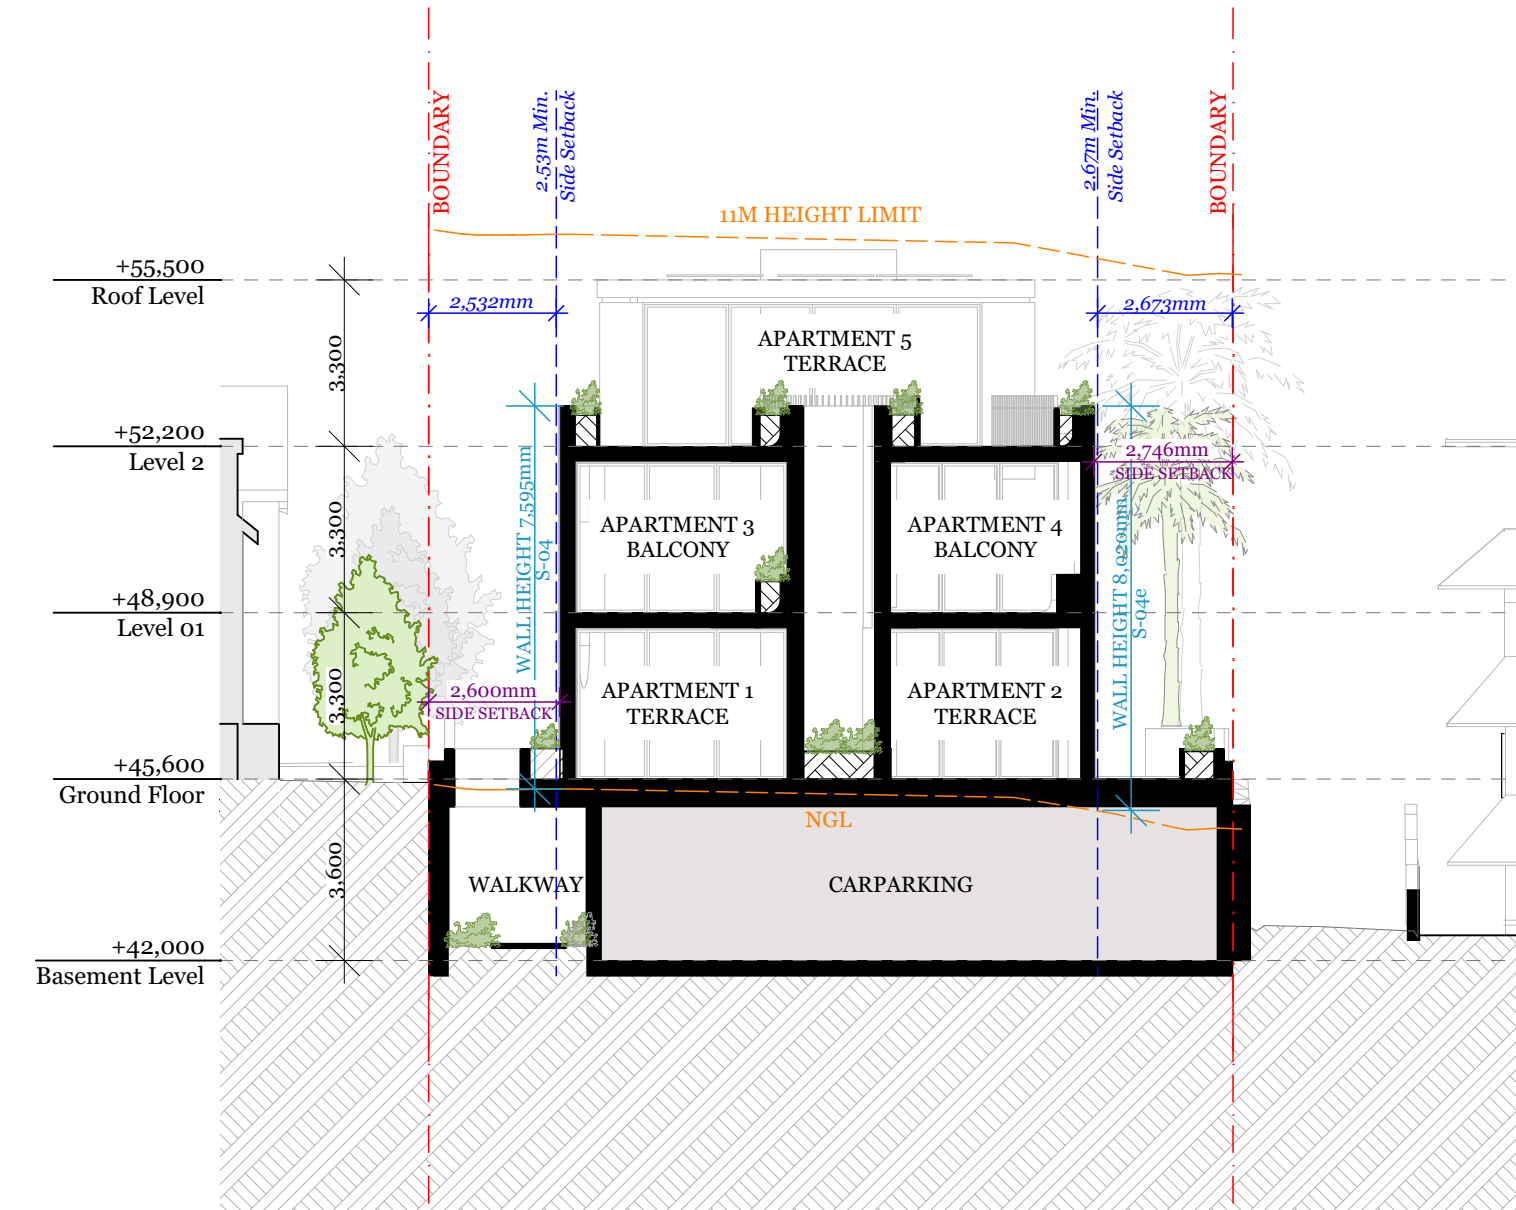 BOUNDARY
2.53m Min.
Side Setback
2.67m Min.
Side Setback
BOUNDARY
11M HEIGHT LIMIT
+55,500
Roof Level
2,532mm
2,673mm
APARTMENT 5
TERRACE
3,300
+52,200
Level 2
2,746mm
SIDE SETBACK
WALL HEIGHT 7,595mm
S-04
APARTMENT 3
BALCONY
APARTMENT 4
BALCONY
WALL HEIGHT 8,020mm
S-04e
3,300
+48,900
Level 01
3,300
2,600mm
SIDE SETBACK
APARTMENT 1
TERRACE
APARTMENT 2
TERRACE
+45,600
Ground Floor
NGL
3,600
WALKWAY
CARPARKING
+42,000
Basement Level